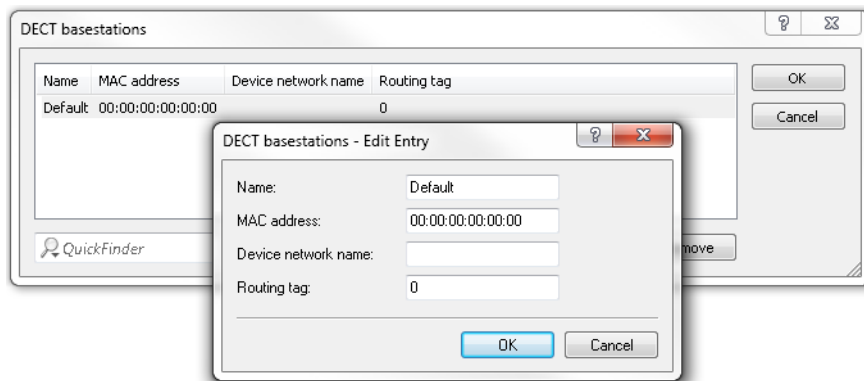 DECT basestations
Name MAC address Device network name Routing tag
Default 00:00:00:00:00:00 0
OK
Cancel
QuickFinder
move
DECT basestations - Edit Entry
Name: Default
MAC address: 00:00:00:00:00:00
Device network name:
Routing tag: 0
OK Cancel